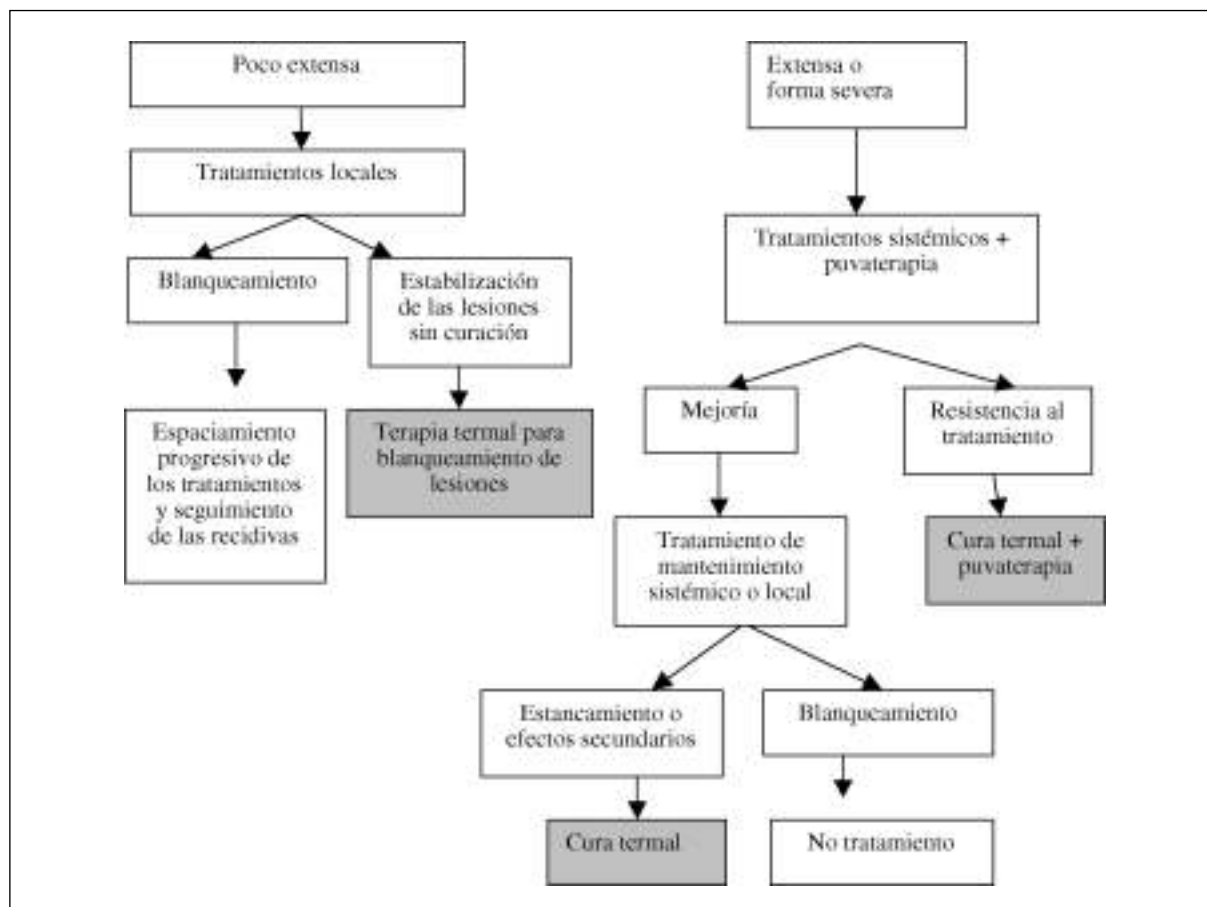 Poco extensa
Tratamientos locales
Blanqueamiento
Estabilización
de las lesiones
sin curación
Espaciamiento
progresivo de
los tratamientos
y seguimiento
de las recidivas
Terapia termal para
blanqueamiento de
lesiones
Extensa o
forma severa
Tratamientos sistémicos +
puvaterapia
Mejoría
Resistencia al
tratamiento
Tratamiento de
mantenimiento
sistémico o local
Cura termal +
puvaterapia
Estancamiento o
efectos secundarios
Blanqueamiento
Cura termal
No tratamiento